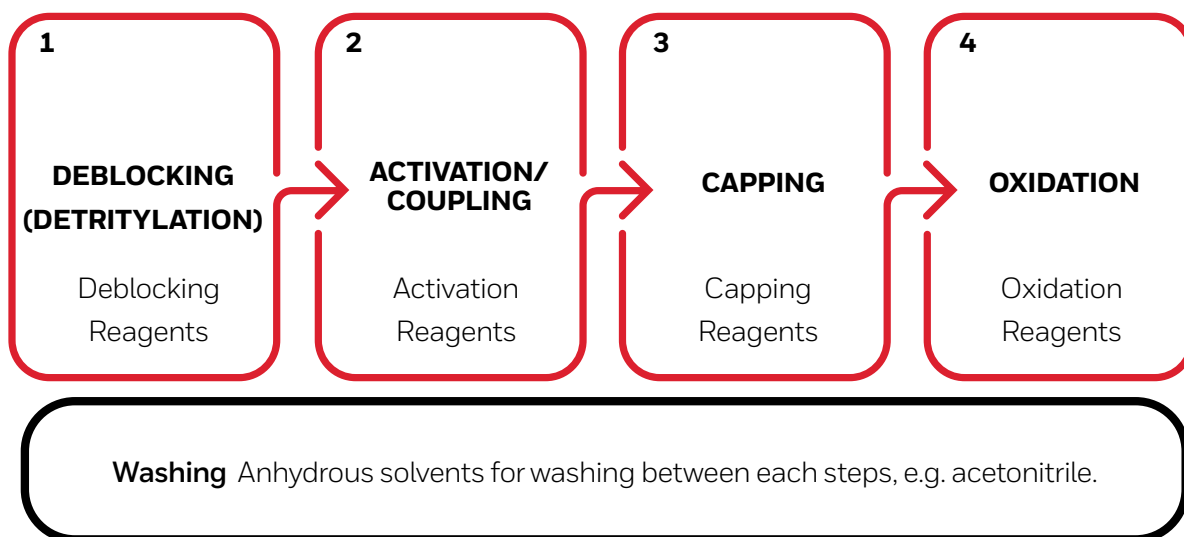 1
DEBLOCKING
(DETRITYLATION)
Deblocking
Reagents
2
ACTIVATION/
COUPLING
Activation
Reagents
3
CAPPING
Capping
Reagents
4
OXIDATION
Oxidation
Reagents
Washing Anhydrous solvents for washing between each steps, e.g. acetonitrile.